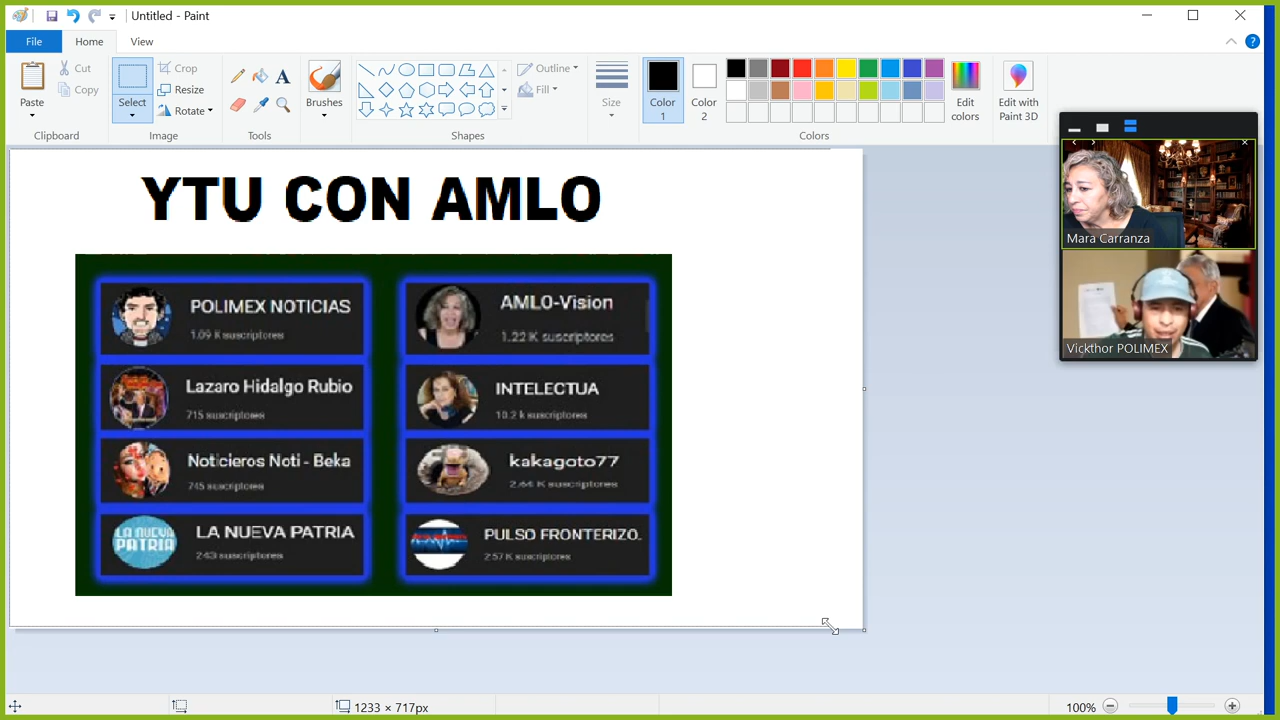 Untitled - Paint
File Home View
Paste
Cut
Copy
Clipboard
Select
Crop
Resize
Rotate
Image
Tools
Brushes
Outline
Fill
Shapes
Size
Color 1
Color 2
Edit colors
Edit with Paint 3D
Colors
YTU CON AMLO
POLIMEX NOTICIAS
1.09 K suscriptores
AMLO-Vision
1.22 K suscriptores
Lazaro Hidalgo Rubio
715 suscriptores
INTELECTUA
10.2 k suscriptores
Noticieros Noti - Beka
745 suscriptores
kakagoto77
2.64 K suscriptores
LA NUEVA PATRIA
LA NUEVA PATRIA
243 suscriptores
PULSO FRONTERIZO.
2.57 K suscriptores
Mara Carranza
Vickthor POLIMEX
1233 × 717px
100%